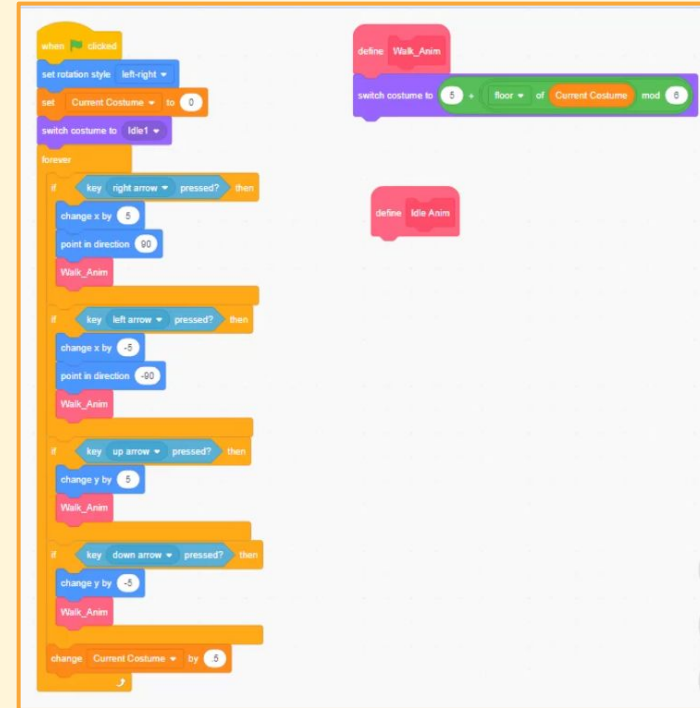 when clicked
set rotation style left-right
set Current Costume to 0
switch costume to Idle1
forever
if key right arrow pressed? then
change x by 5
point in direction 90
Walk_Anim
if key left arrow pressed? then
change x by -5
point in direction -90
Walk_Anim
if key up arrow pressed? then
change y by 5
Walk_Anim
if key down arrow pressed? then
change y by -5
Walk_Anim
change Current Costume by .5
define Walk_Anim
switch costume to 5 + floor of Current Costume mod 6
define Idle Anim